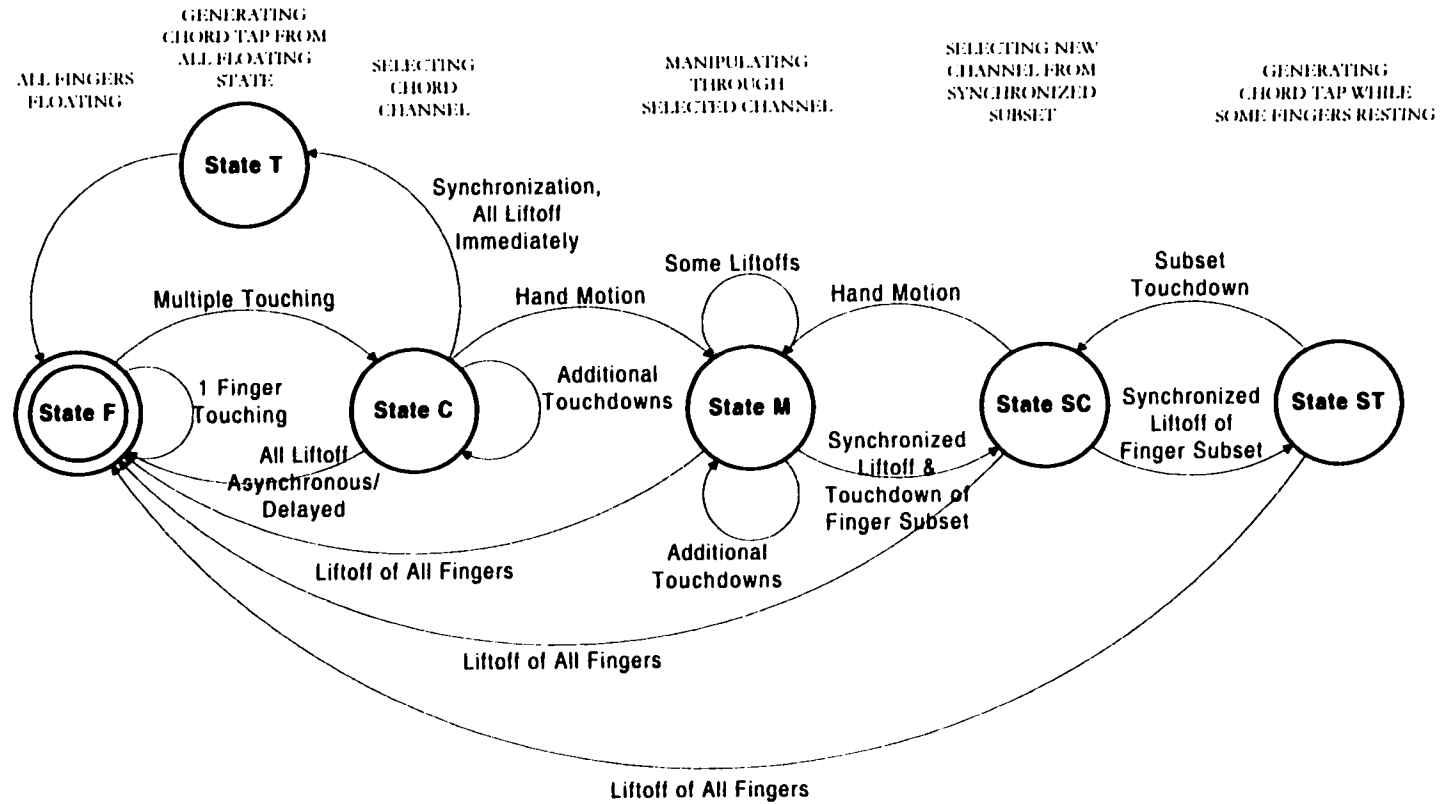 ALL FINGERS
FLOATING
GENERATING
CHORD TAP FROM
ALL FLOATING
STATE
SELECTING
CHORD
CHANNEL
MANIPULATING
THROUGH
SELECTED CHANNEL
SELECTING NEW
CHANNEL FROM
SYNCHRONIZED
SUBSET
GENERATING
CHORD TAP WHILE
SOME FINGERS RESTING
State T
Synchronization,
All Liftoff
Immediately
Multiple Touching
Hand Motion
Some Liftoffs
Hand Motion
Subset
Touchdown
State F
1 Finger
Touching
State C
Additional
Touchdowns
State M
State SC
State ST
All Liftoff
Asynchronous/
Delayed
Synchronized
Liftoff &
Touchdown of
Finger Subset
Synchronized
Liftoff of
Finger Subset
Additional
Touchdowns
Liftoff of All Fingers
Liftoff of All Fingers
Liftoff of All Fingers